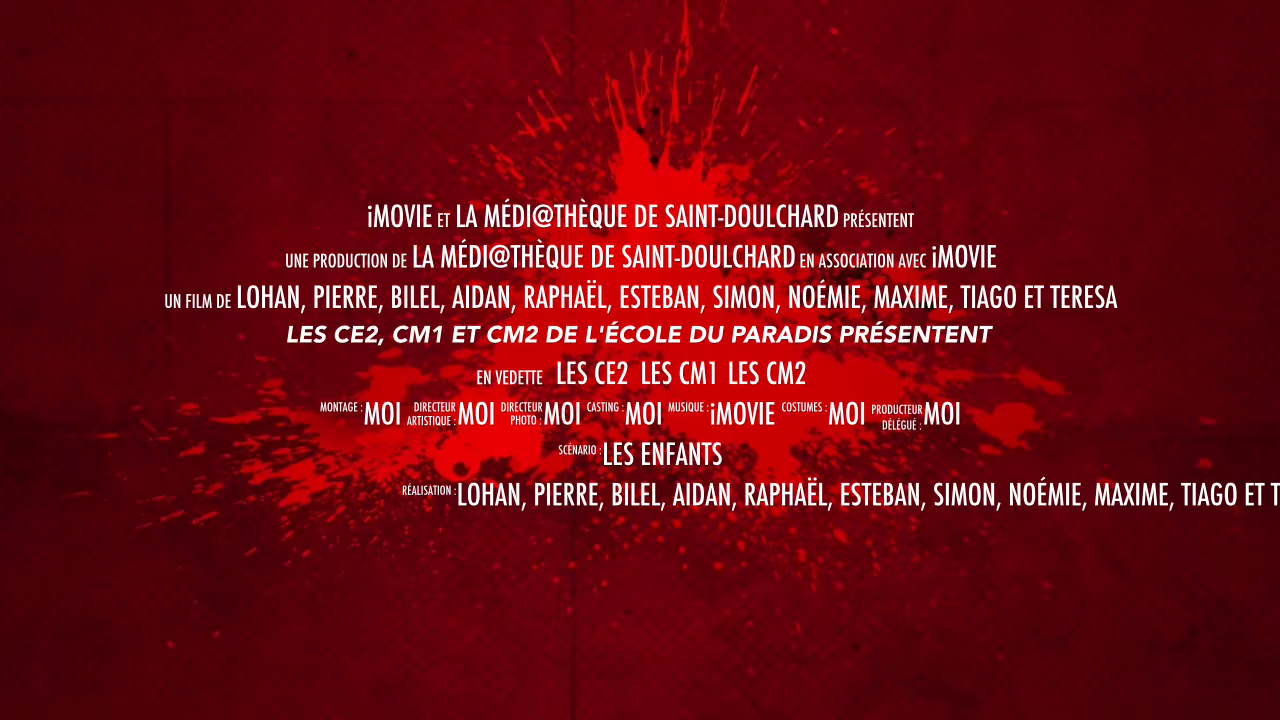 iMOVIE ET LA MÉDI@THÈQUE DE SAINT-DOULCHARD PRÉSENTENT
UNE PRODUCTION DE LA MÉDI@THÈQUE DE SAINT-DOULCHARD EN ASSOCIATION AVEC iMOVIE
UN FILM DE LOHAN, PIERRE, BILEL, AIDAN, RAPHAËL, ESTEBAN, SIMON, NOÉMIE, MAXIME, TIAGO ET TERESA
LES CE2, CM1 ET CM2 DE L'ÉCOLE DU PARADIS PRÉSENTENT
EN VEDETTE LES CE2 LES CM1 LES CM2
MONTAGE : MOI DIRECTEUR ARTISTIQUE : MOI DIRECTEUR PHOTO : MOI CASTING : MOI MUSIQUE : iMOVIE COSTUMES : MOI PRODUCTEUR DÉLÉGUÉ : MOI
SCÉNARIO : LES ENFANTS
RÉALISATION : LOHAN, PIERRE, BILEL, AIDAN, RAPHAËL, ESTEBAN, SIMON, NOÉMIE, MAXIME, TIAGO ET